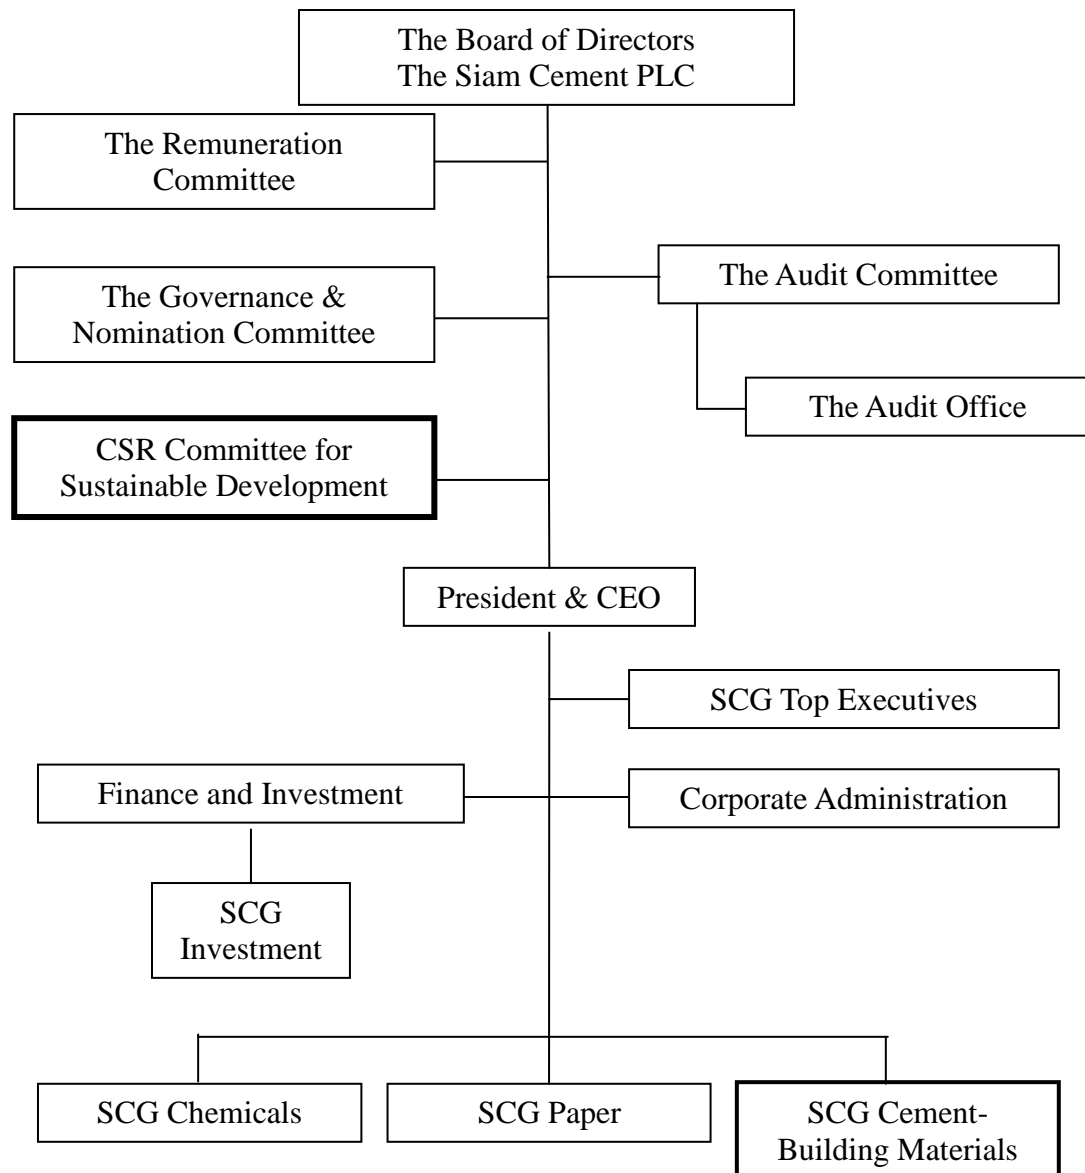 The Board of Directors
The Siam Cement PLC
The Remuneration
Committee
The Audit Committee
The Governance &
Nomination Committee
The Audit Office
CSR Committee for
Sustainable Development
President & CEO
SCG Top Executives
Finance and Investment
Corporate Administration
SCG
Investment
SCG Chemicals
SCG Paper
SCG Cement-
Building Materials